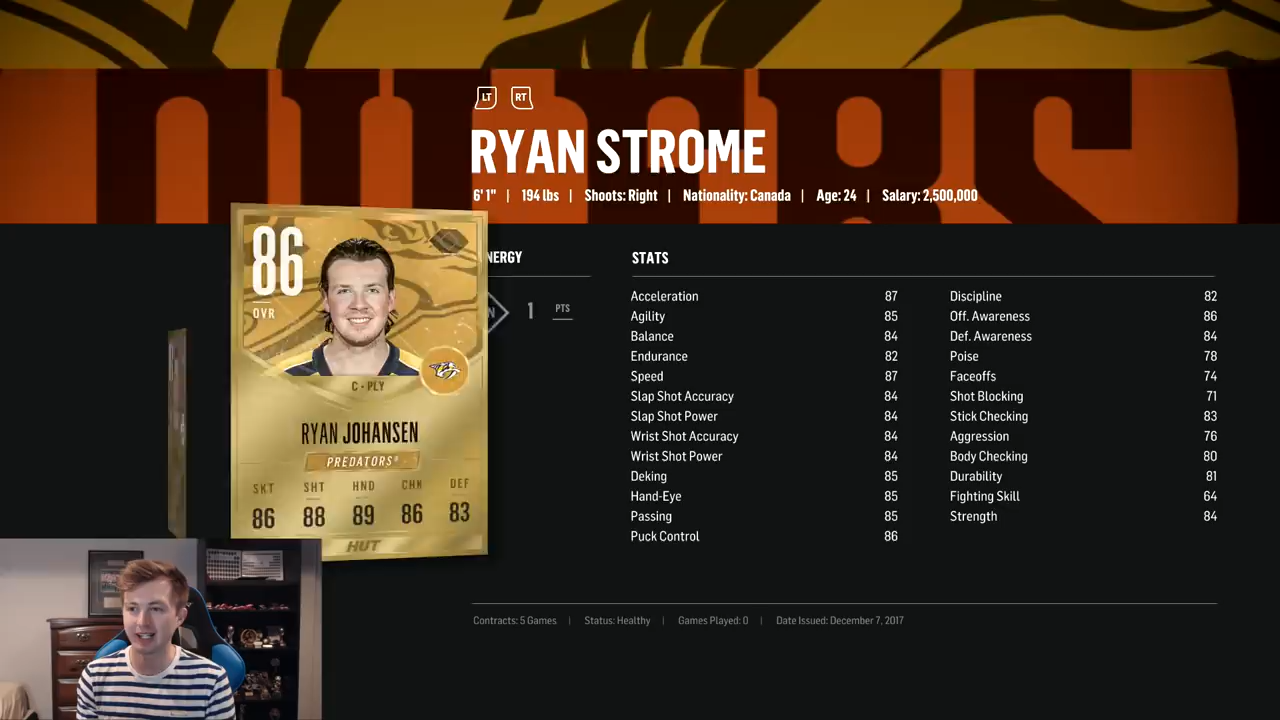 LT RT
RYAN STROME
6' 1" | 194 lbs | Shoots: Right | Nationality: Canada | Age: 24 | Salary: 2,500,000
86
OVR
C • PLY
RYAN JOHANSEN
PREDATORS®
SKT SHT HND CHK DEF
86 88 89 86 83
HUT
NERGY
N 1 PTS
STATS
Acceleration 87
Agility 85
Balance 84
Endurance 82
Speed 87
Slap Shot Accuracy 84
Slap Shot Power 84
Wrist Shot Accuracy 84
Wrist Shot Power 84
Deking 85
Hand-Eye 85
Passing 85
Puck Control 86
Discipline 82
Off. Awareness 86
Def. Awareness 84
Poise 78
Faceoffs 74
Shot Blocking 71
Stick Checking 83
Aggression 76
Body Checking 80
Durability 81
Fighting Skill 64
Strength 84
Contracts: 5 Games | Status: Healthy | Games Played: 0 | Date Issued: December 7, 2017